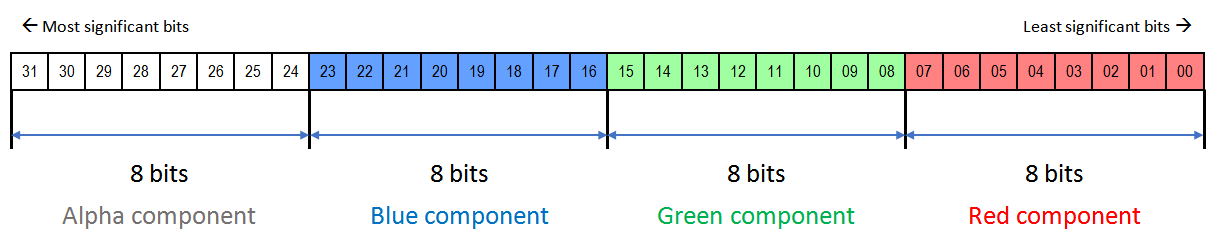 ← Most significant bits Least significant bits →
31 30 29 28 27 26 25 24 23 22 21 20 19 18 17 16 15 14 13 12 11 10 09 08 07 06 05 04 03 02 01 00
8 bits 8 bits 8 bits 8 bits
Alpha component Blue component Green component Red component